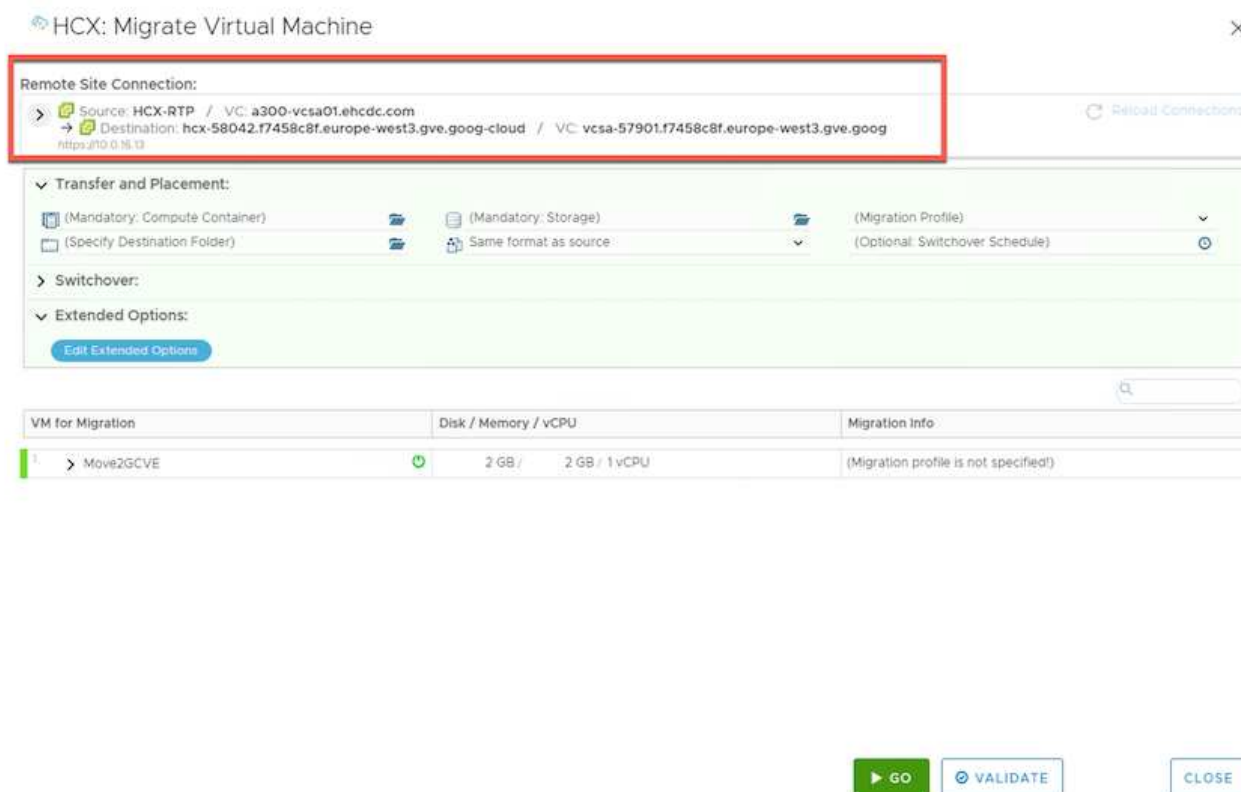 HCX: Migrate Virtual Machine
Remote Site Connection:
Source: HCX-RTP / VC: a300-vcsa01.ehcdc.com
→ Destination: hcx-58042.f7458c8f.europe-west3.gve.goog-cloud / VC: vcsa-57901.f7458c8f.europe-west3.gve.goog
https://10.0.16.13
Reload Connections
Transfer and Placement:
(Mandatory: Compute Container) (Mandatory: Storage) (Migration Profile)
(Specify Destination Folder) Same format as source (Optional: Switchover Schedule)
Switchover:
Extended Options:
Edit Extended Options
VM for Migration Disk / Memory / vCPU Migration Info
1 Move2GCVE 2 GB / 2 GB / 1 vCPU (Migration profile is not specified!)
GO VALIDATE CLOSE